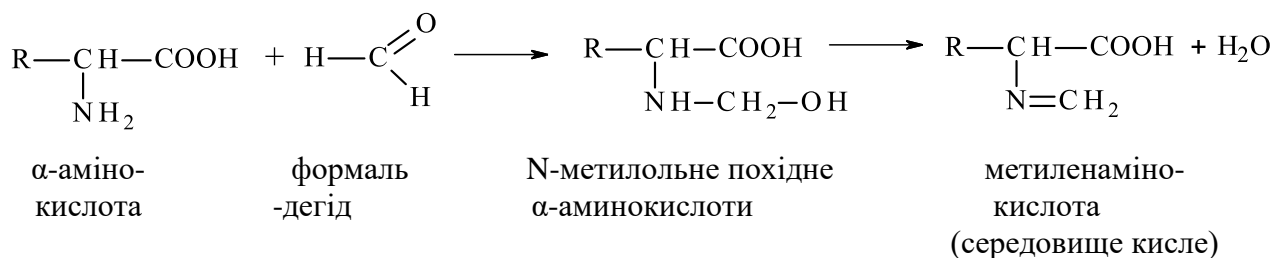 R—CH—COOH + H—C O H → R—CH—COOH → R—CH—COOH + H₂O
NH₂ NH—CH₂—OH N=CH₂
α-аміно- формаль N-метилольне похідне метиленаміно-
кислота -дегід α-аминокислоти кислота
(середовище кисле)